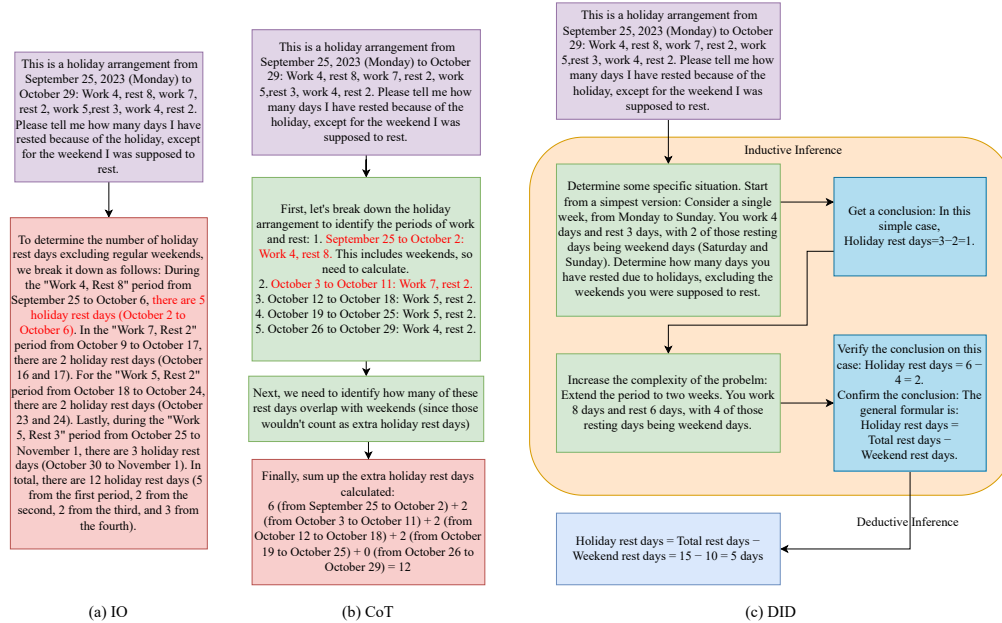 This is a holiday arrangement from
September 25, 2023 (Monday) to
October 29: Work 4, rest 8, work 7,
rest 2, work 5,rest 3, work 4, rest 2.
Please tell me how many days I have
rested because of the holiday, except
for the weekend I was supposed to
rest.
To determine the number of holiday
rest days excluding regular weekends,
we break it down as follows: During
the "Work 4, Rest 8" period from
September 25 to October 6, there are 5
holiday rest days (October 2 to
October 6). In the "Work 7, Rest 2"
period from October 9 to October 17,
there are 2 holiday rest days (October
16 and 17). For the "Work 5, Rest 2"
period from October 18 to October 24,
there are 2 holiday rest days (October
23 and 24). Lastly, during the "Work
5, Rest 3" period from October 25 to
November 1, there are 3 holiday rest
days (October 30 to November 1). In
total, there are 12 holiday rest days (5
from the first period, 2 from the
second, 2 from the third, and 3 from
the fourth).
(a) IO
This is a holiday arrangement from
September 25, 2023 (Monday) to October
29: Work 4, rest 8, work 7, rest 2, work
5,rest 3, work 4, rest 2. Please tell me how
many days I have rested because of the
holiday, except for the weekend I was
supposed to rest.
First, let's break down the holiday
arrangement to identify the periods of work
and rest: 1. September 25 to October 2:
Work 4, rest 8. This includes weekends, so
need to calculate.
2. October 3 to October 11: Work 7, rest 2.
3. October 12 to October 18: Work 5, rest 2.
4. October 19 to October 25: Work 5, rest 2.
5. October 26 to October 29: Work 4, rest 2.
Next, we need to identify how many of these
rest days overlap with weekends (since those
wouldn't count as extra holiday rest days)
Finally, sum up the extra holiday rest days
calculated:
6 (from September 25 to October 2) + 2
(from October 3 to October 11) + 2 (from
October 12 to October 18) + 2 (from October
19 to October 25) + 0 (from October 26 to
October 29) = 12
(b) CoT
This is a holiday arrangement from
September 25, 2023 (Monday) to October
29: Work 4, rest 8, work 7, rest 2, work
5,rest 3, work 4, rest 2. Please tell me how
many days I have rested because of the
holiday, except for the weekend I was
supposed to rest.
Inductive Inference
Determine some specific situation. Start
from a simpest version: Consider a single
week, from Monday to Sunday. You work 4
days and rest 3 days, with 2 of those resting
days being weekend days (Saturday and
Sunday). Determine how many days you
have rested due to holidays, excluding the
weekends you were supposed to rest.
Get a conclusion: In this
simple case,
Holiday rest days=3−2=1.
Increase the complexity of the probelm:
Extend the period to two weeks. You work
8 days and rest 6 days, with 4 of those
resting days being weekend days.
Verify the conclusion on this
case: Holiday rest days = 6 −
4 = 2.
Confirm the conclusion: The
general formular is:
Holiday rest days =
Total rest days −
Weekend rest days.
Deductive Inference
Holiday rest days = Total rest days −
Weekend rest days = 15 − 10 = 5 days
(c) DID